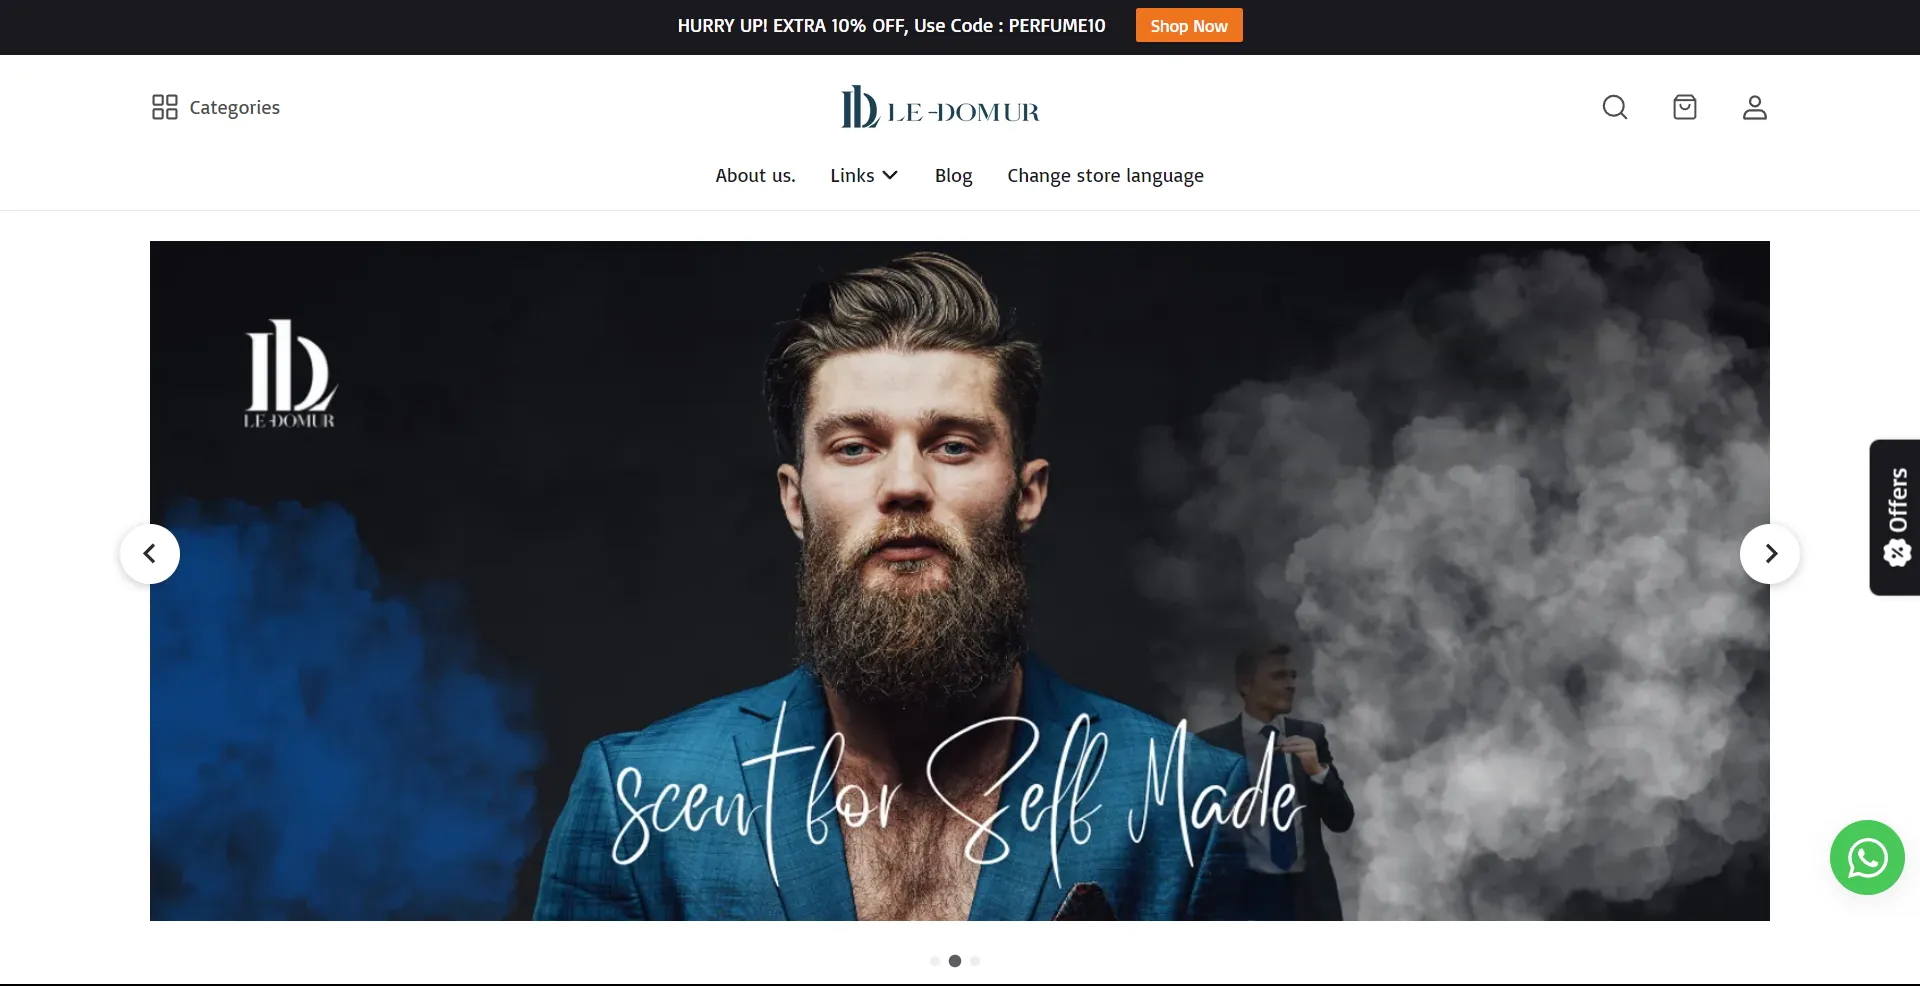 HURRY UP! EXTRA 10% OFF, Use Code : PERFUME10
Shop Now
Categories
LE-DOMUR
About us.
Links
Blog
Change store language
LE-DOMUR
scent for Self Made
Offers